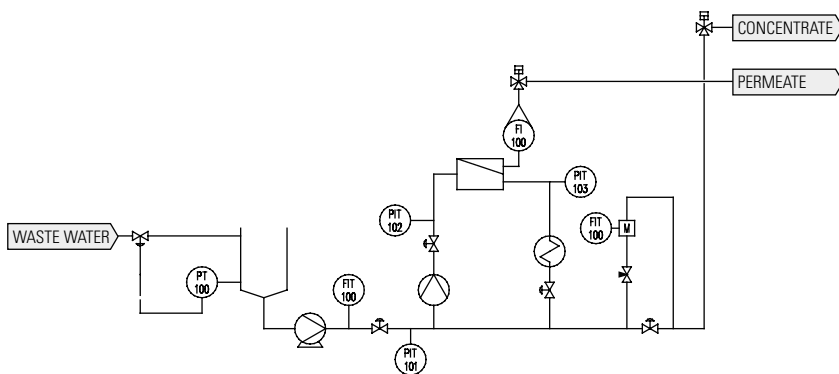 CONCENTRATE
PERMEATE
FI
100
PIT
103
PIT
102
FIT
100
M
WASTE WATER
PT
100
FIT
100
PIT
101